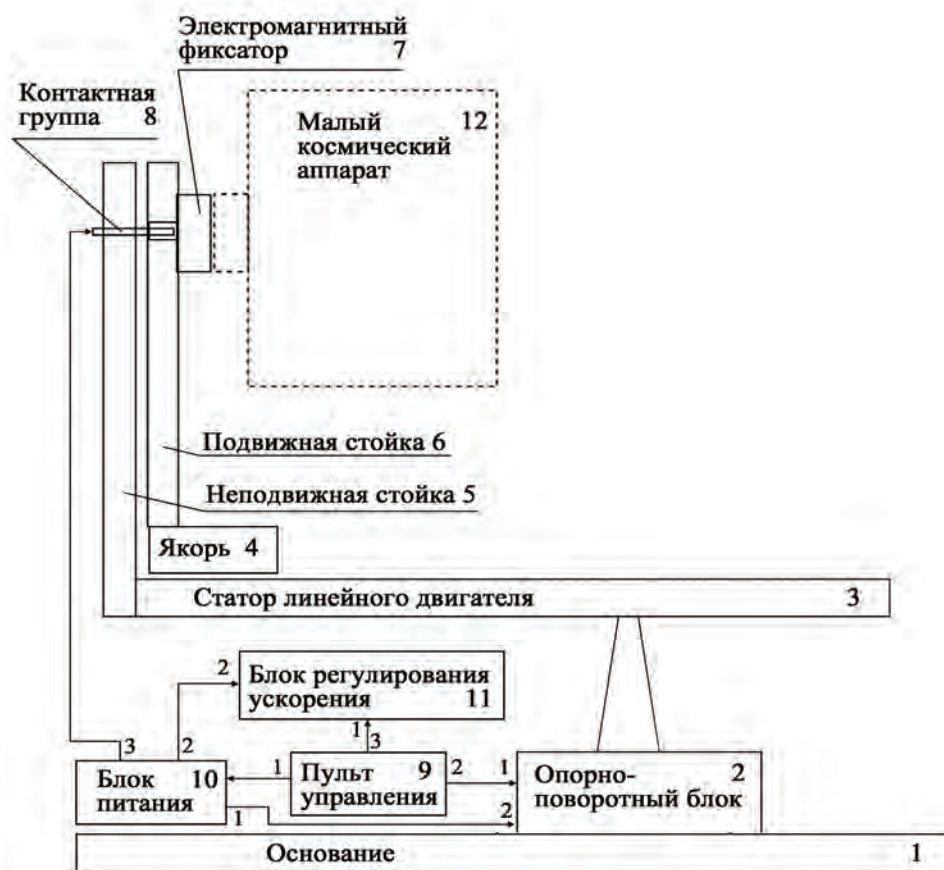 Электромагнитный
фиксатор 7
Контактная
группа 8
Малый 12
космический
аппарат
Подвижная стойка 6
Неподвижная стойка 5
Якорь 4
Статор линейного двигателя 3
2 Блок регулирования
ускорения 11
1
3
3 2
Блок 10
питания
1
1 Пульт 9
управления
2 1
2
Опорно- 2
поворотный блок
Основание 1